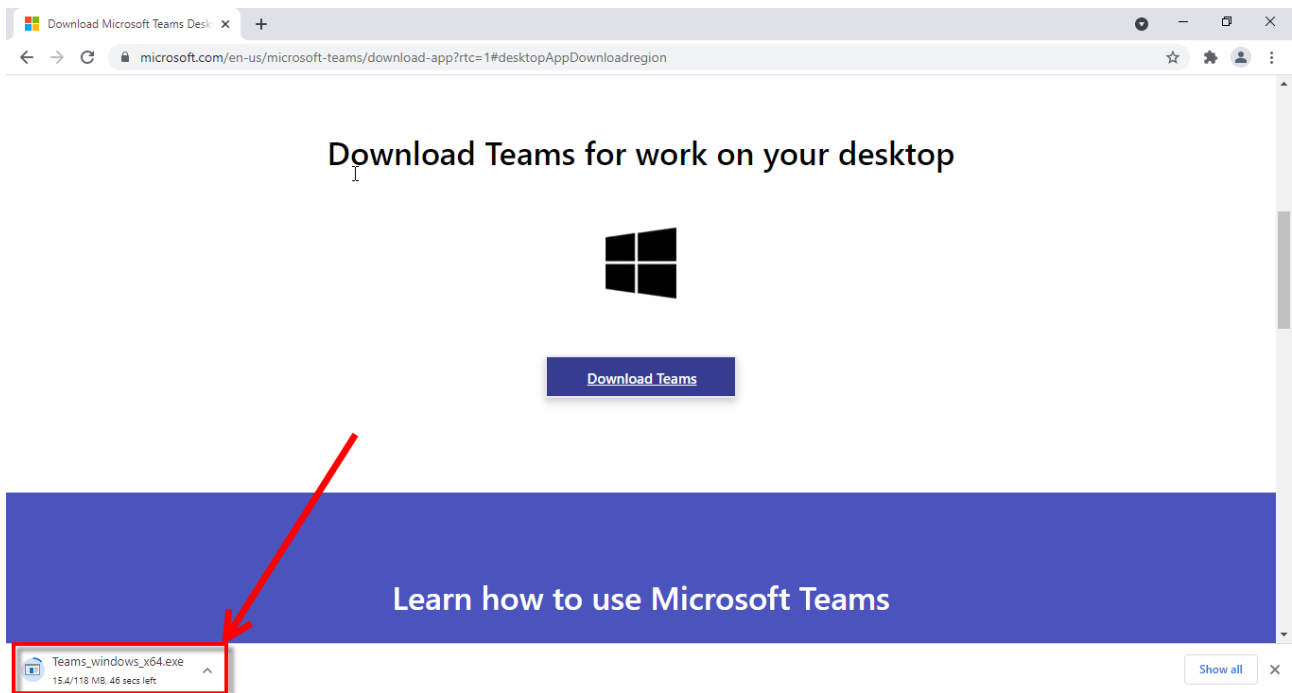 Download Microsoft Teams Desk
microsoft.com/en-us/microsoft-teams/download-app?rtc=1#desktopAppDownloadregion
Download Teams for work on your desktop
Download Teams
Learn how to use Microsoft Teams
Teams_windows_x64.exe
15.4/118 MB, 46 secs left
Show all